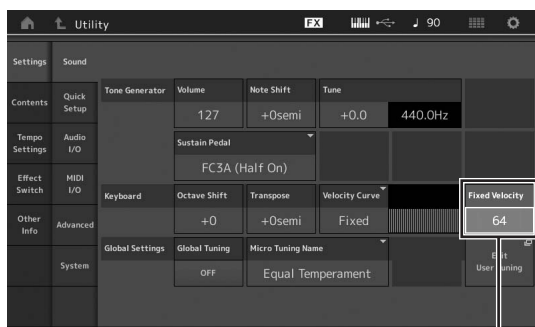 Utility
FX
♩ 90
Settings
Sound
Tone Generator
Volume
127
Note Shift
+0semi
Tune
+0.0
440.0Hz
Contents
Quick Setup
Sustain Pedal
FC3A (Half On)
Tempo Settings
Audio I/O
Effect Switch
MIDI I/O
Keyboard
Octave Shift
+0
Transpose
+0semi
Velocity Curve
Fixed
Fixed Velocity
64
Other Info
Advanced
Global Settings
Global Tuning
OFF
Micro Tuning Name
Equal Temperament
User
System